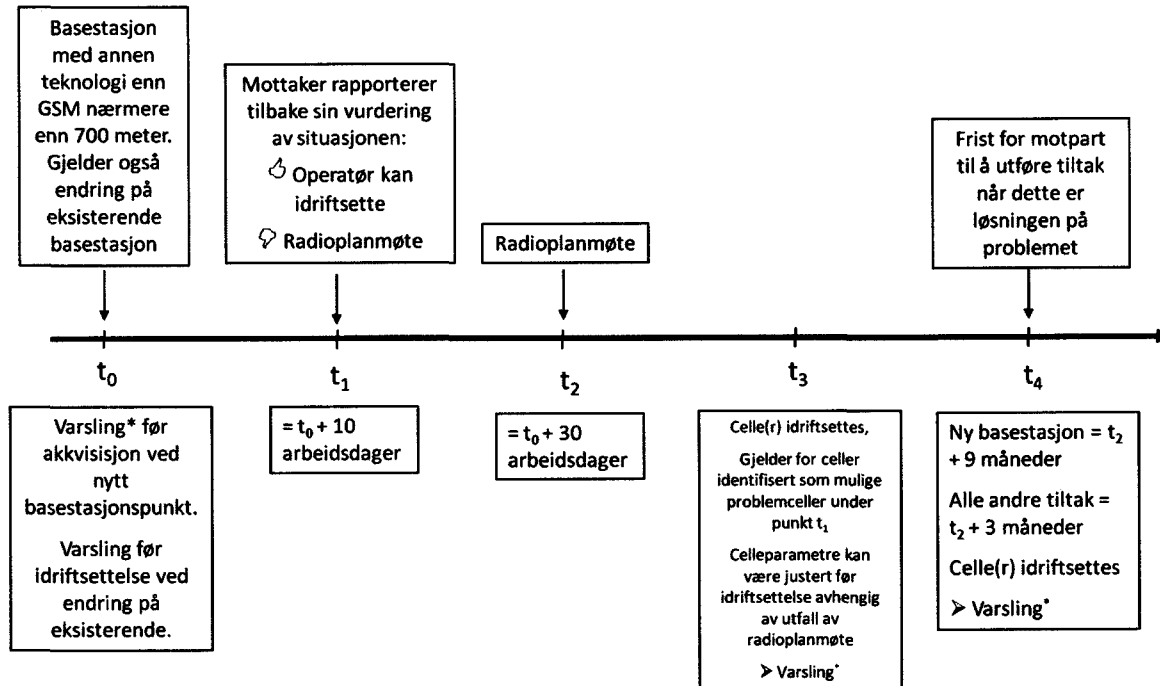 Basestasjon
med annen
teknologi enn
GSM nærmere
enn 700 meter.
Gjelder også
endring på
eksisterende
basestasjon
Mottaker rapporterer
tilbake sin vurdering
av situasjonen:
Operatør kan
idriftsette
Radioplanmøte
Radioplanmøte
Frist for motpart
til å utføre tiltak
når dette er
løsningen på
problemet
t₀
t₁
t₂
t₃
t₄
Varsling* før
akkvisisjon ved
nytt
basestasjonspunkt.
Varsling før
idriftsettelse ved
endring på
eksisterende.
= t₀ + 10
arbeidsdager
= t₀ + 30
arbeidsdager
Celle(r) idriftsettes,
Gjelder for celler
identifisert som mulige
problemceller under
punkt t₁
Celleparametre kan
være justert før
idriftsettelse avhengig
av utfall av
radioplanmøte
➢ Varsling*
Ny basestasjon = t₂
+ 9 måneder
Alle andre tiltak =
t₂ + 3 måneder
Celle(r) idriftsettes
➢ Varsling*